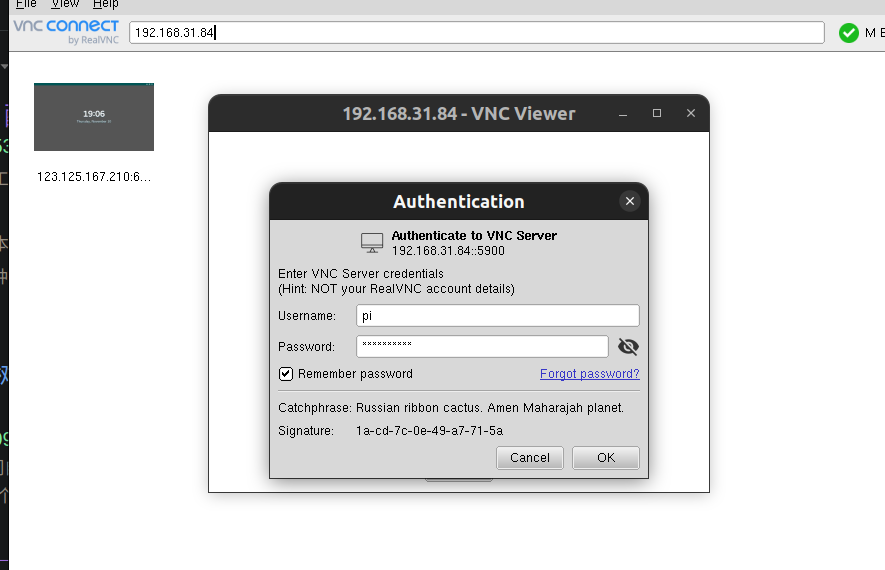 File View Help
VNC CONNECT
by RealVNC
192.168.31.84
M E
19:06
123.125.167.210:6...
192.168.31.84 - VNC Viewer
Authentication
Authenticate to VNC Server
192.168.31.84::5900
Enter VNC Server credentials
(Hint: NOT your RealVNC account details)
Username: pi
Password: **********
Remember password
Forgot password?
Catchphrase: Russian ribbon cactus. Amen Maharajah planet.
Signature: 1a-cd-7c-0e-49-a7-71-5a
Cancel OK